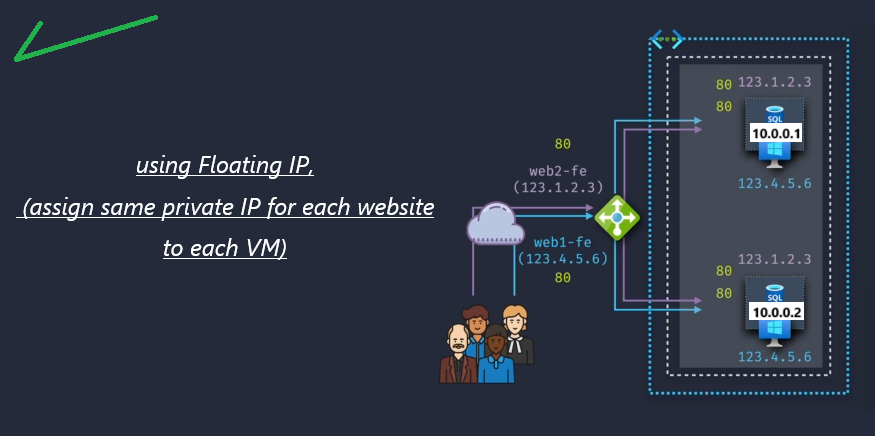 using Floating IP,
(assign same private IP for each website
to each VM)
80
web2-fe
(123.1.2.3)
web1-fe
(123.4.5.6)
80
80 123.1.2.3
80
SQL
10.0.0.1
123.4.5.6
123.1.2.3
80
80
SQL
10.0.0.2
123.4.5.6